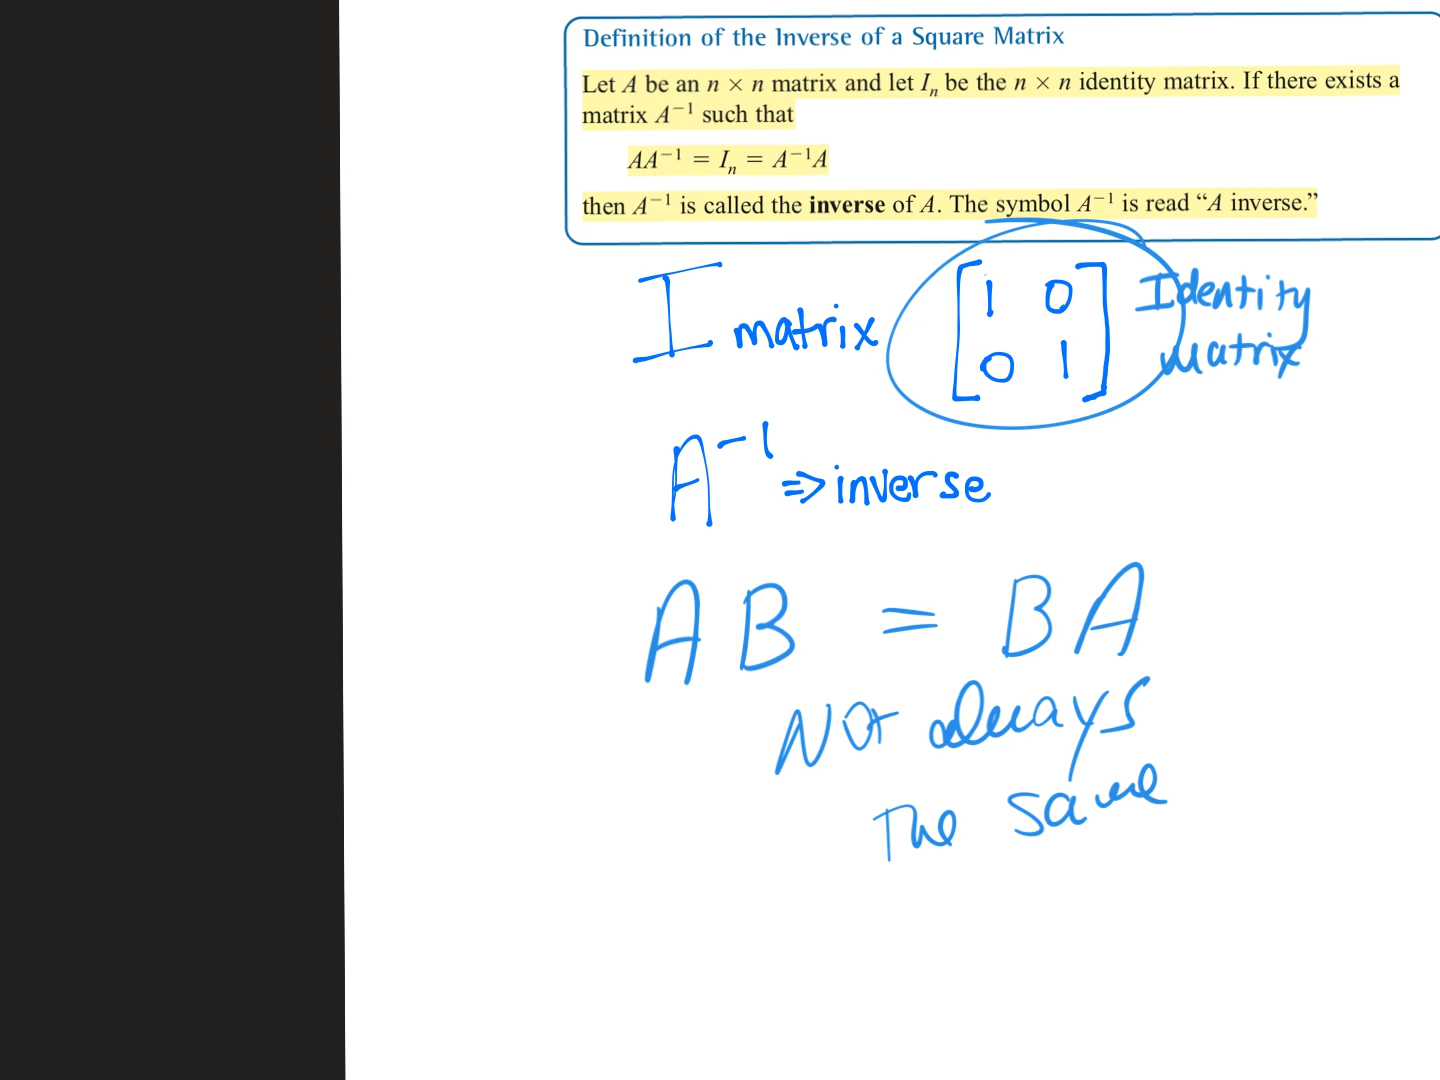 Definition of the Inverse of a Square Matrix
Let A be an n × n matrix and let Iₙ be the n × n identity matrix. If there exists a
matrix A⁻¹ such that
AA⁻¹ = Iₙ = A⁻¹A
then A⁻¹ is called the inverse of A. The symbol A⁻¹ is read “A inverse.”
I matrix [1 0
0 1] Identity
matrix
A⁻¹ ⇒ inverse
A B = B A
Not always
The same